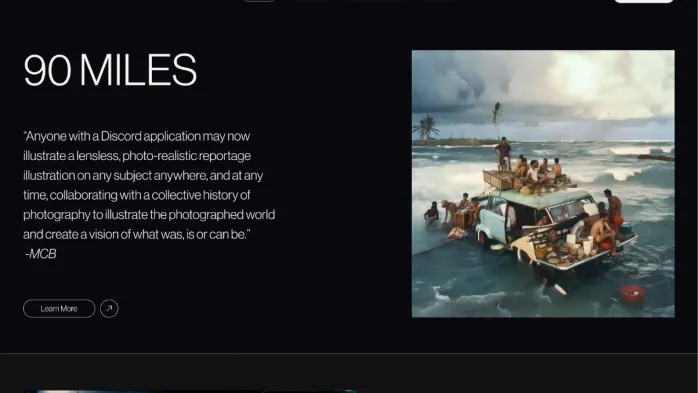 90 MILES
"Anyone with a Discord application may now
illustrate a lensless, photo-realistic reportage
illustration on any subject anywhere, and at any
time, collaborating with a collective history of
photography to illustrate the photographed world
and create a vision of what was, is or can be."
-MCB
Learn More